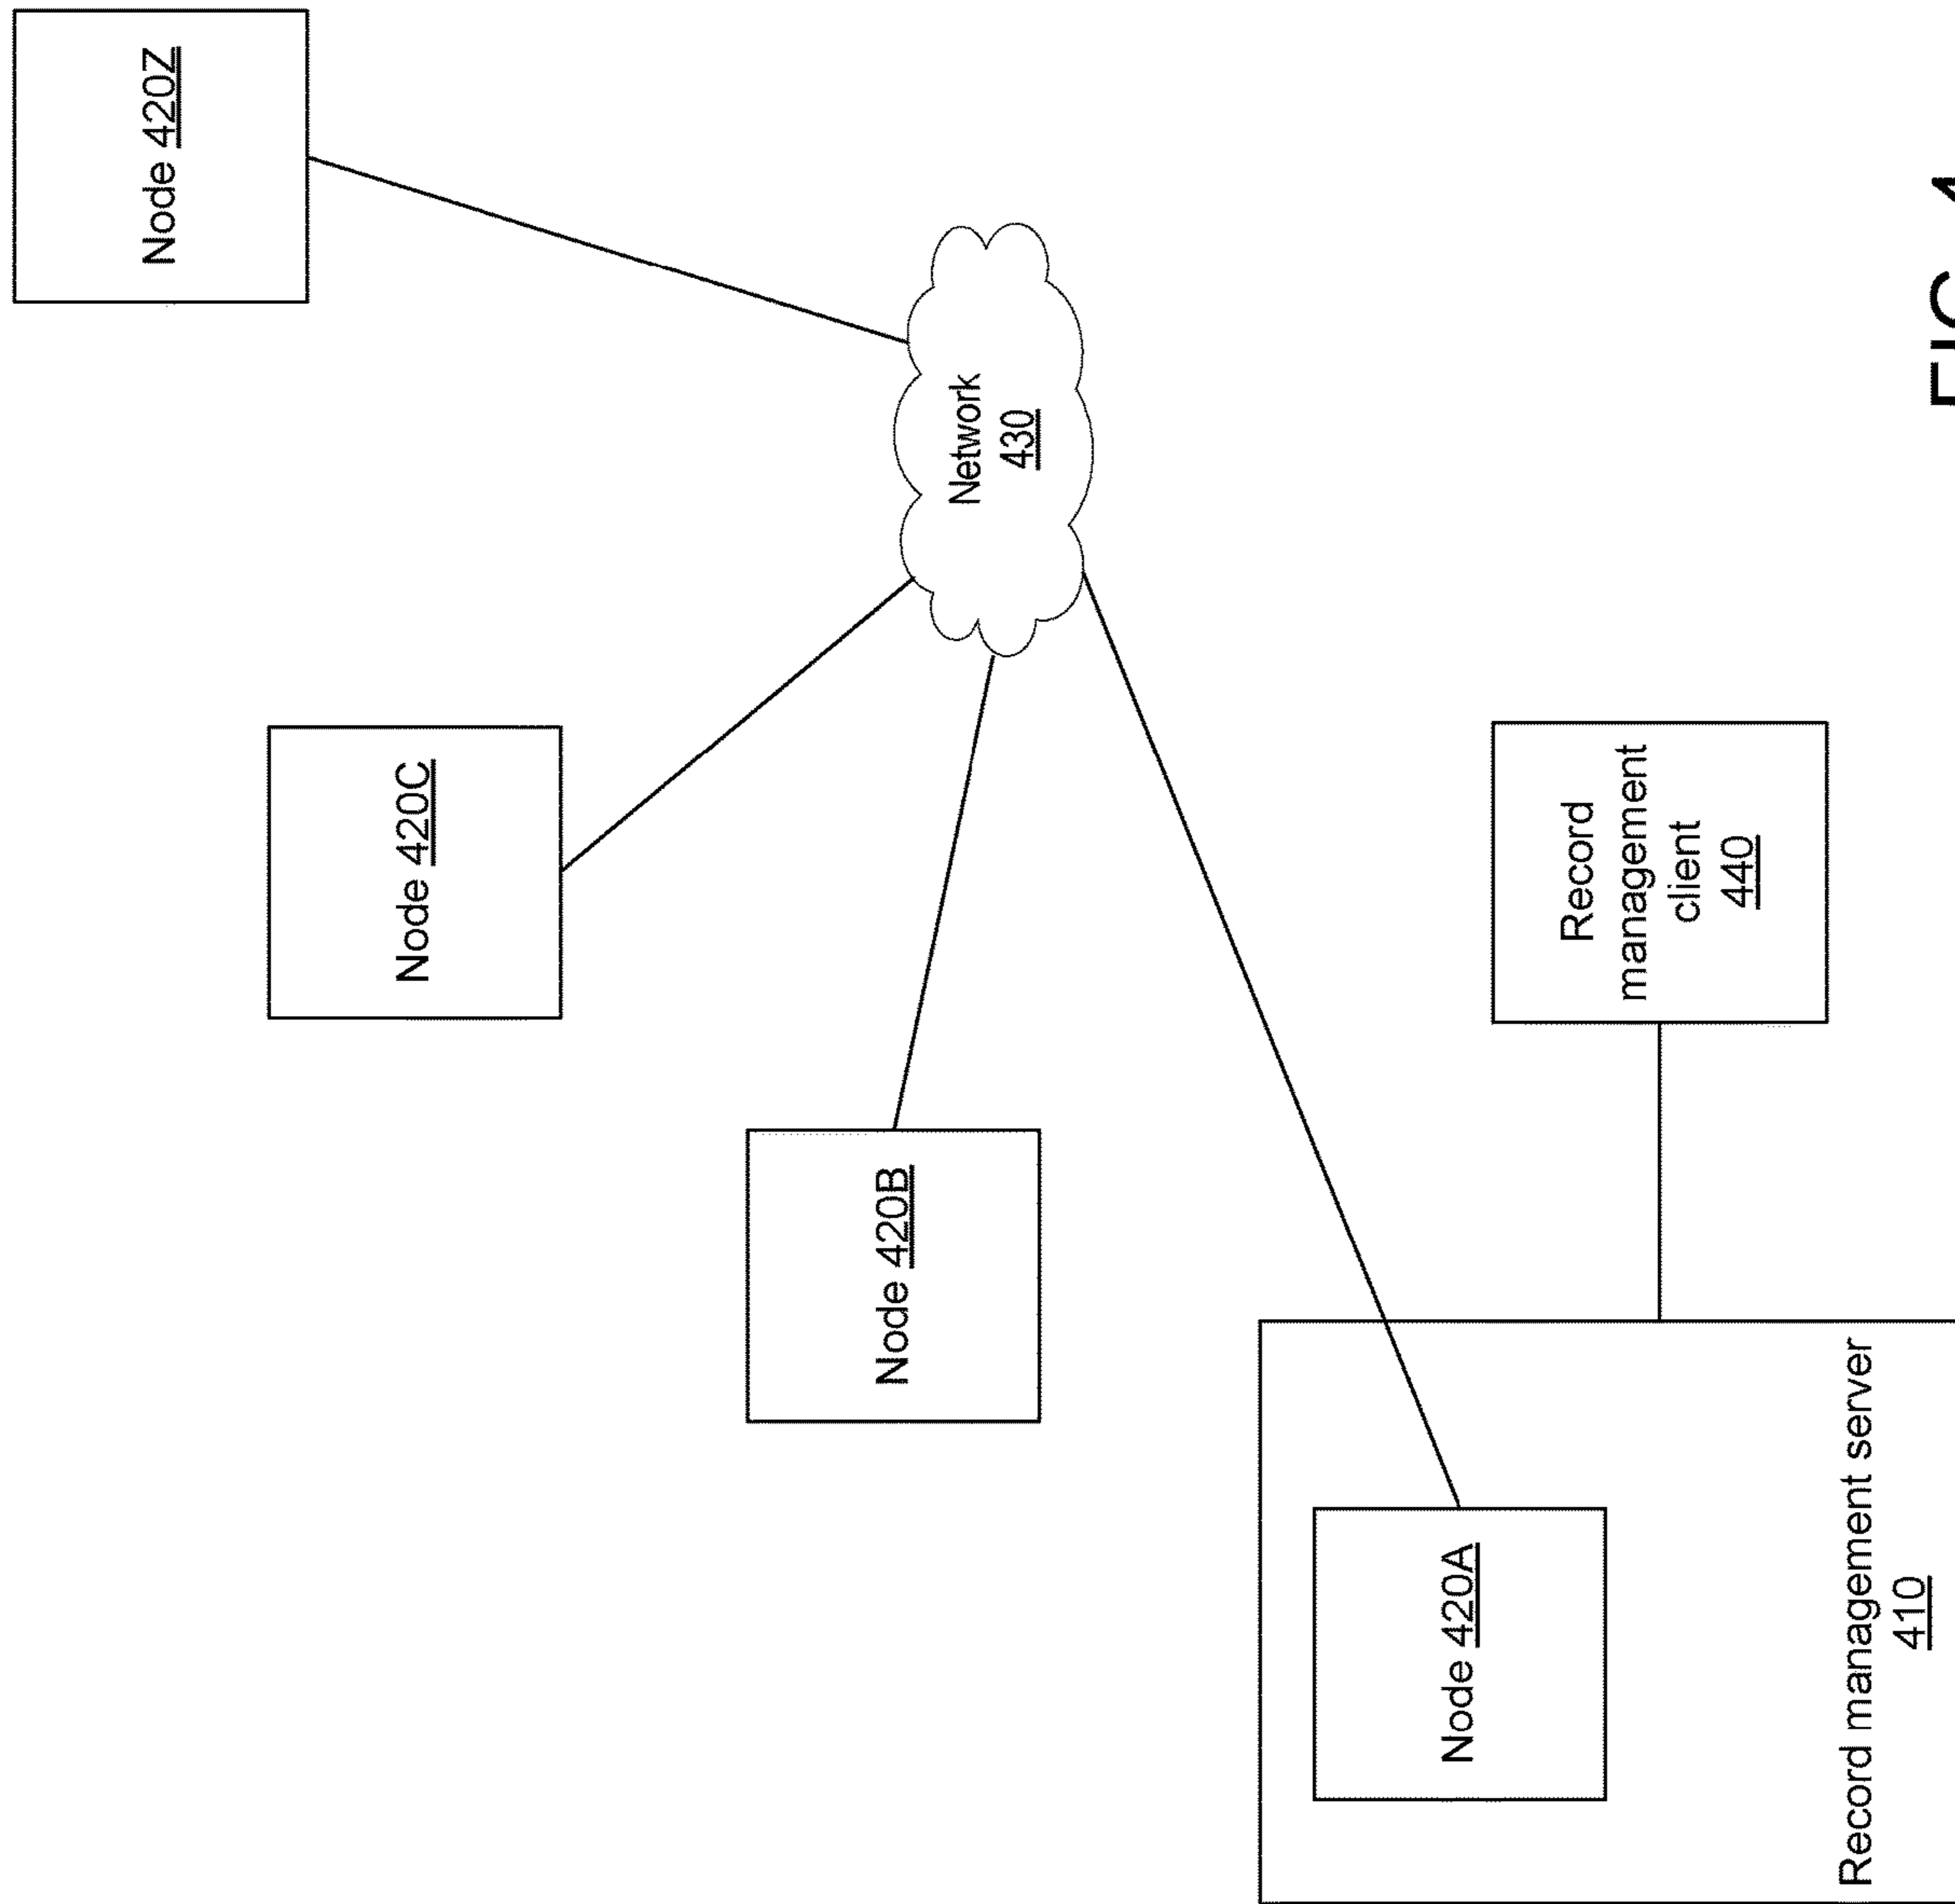 Node 420Z
Node 420C
Node 420B
Network
430
Node 420A
Record
management
client
440
Record management server
410